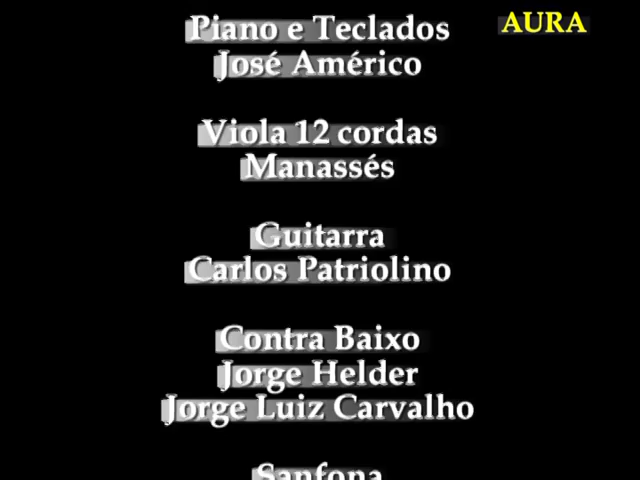 Piano e Teclados
AURA
José Américo
Viola 12 cordas
Manassés
Guitarra
Carlos Patriolino
Contra Baixo
Jorge Helder
Jorge Luiz Carvalho
Sanfona